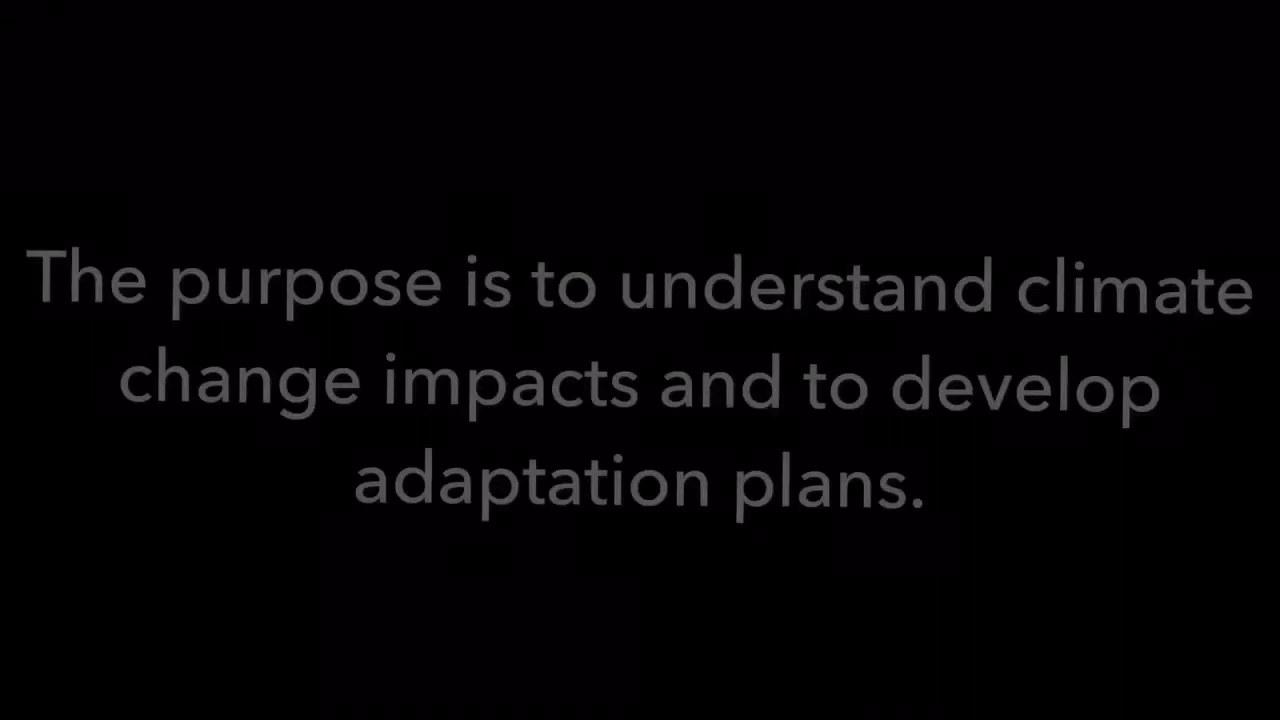 The purpose is to understand climate
change impacts and to develop
adaptation plans.